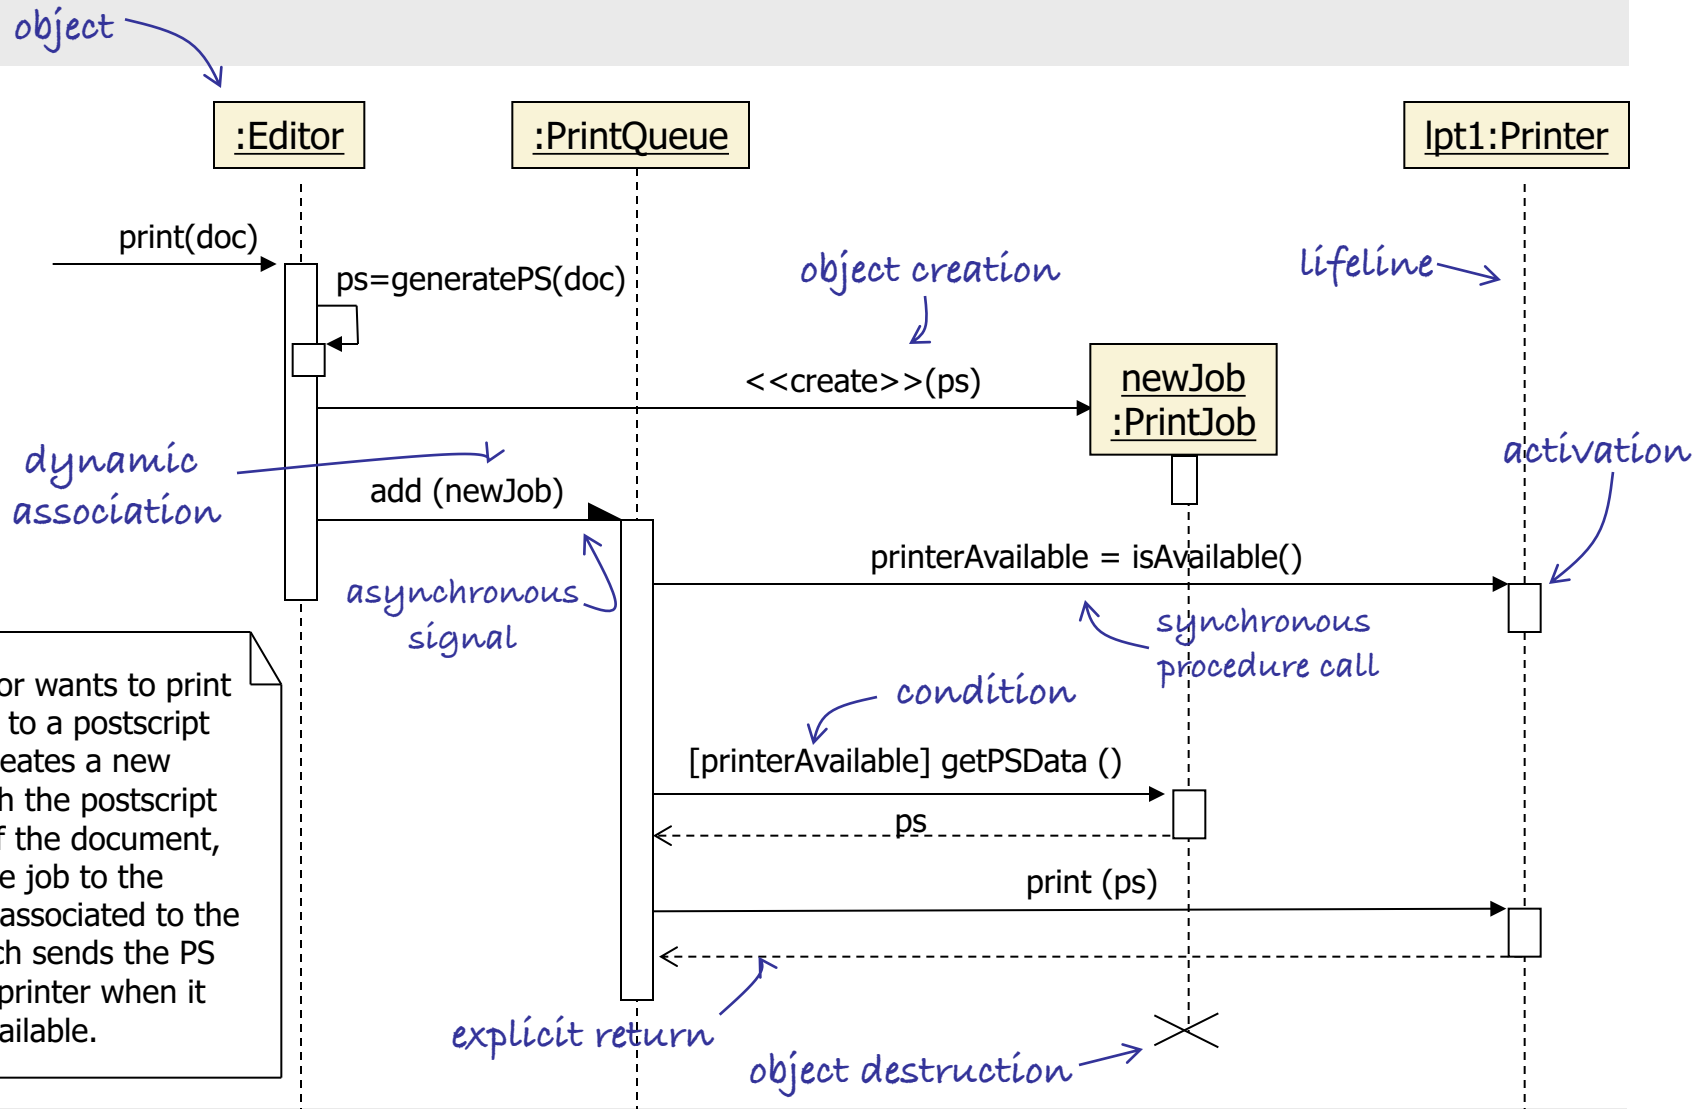 object
:Editor
:PrintQueue
lpt1:Printer
print(doc)
ps=generatePS(doc)
object creation
lifeline
<<create>>(ps)
newJob
:PrintJob
dynamic
association
activation
add (newJob)
asynchronous
signal
printerAvailable = isAvailable()
synchronous
procedure call
condition
[printerAvailable] getPSData ()
ps
print (ps)
explicit return
object destruction
or wants to print
to a postscript
eates a new
h the postscript
f the document,
e job to the
associated to the
ch sends the PS
printer when it
ailable.